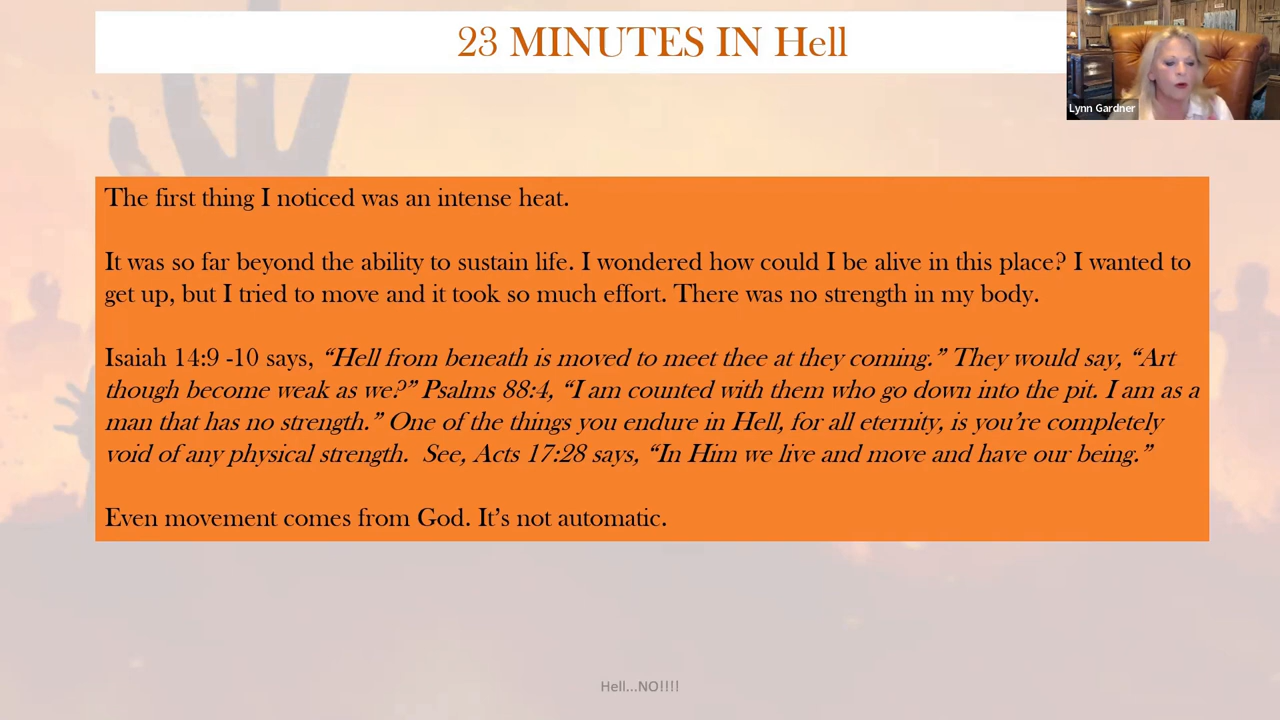 23 MINUTES IN Hell
Lynn Gardner
The first thing I noticed was an intense heat.
It was so far beyond the ability to sustain life. I wondered how could I be alive in this place? I wanted to
get up, but I tried to move and it took so much effort. There was no strength in my body.
Isaiah 14:9 -10 says, “Hell from beneath is moved to meet thee at they coming.” They would say, “Art
though become weak as we?” Psalms 88:4, “I am counted with them who go down into the pit. I am as a
man that has no strength.” One of the things you endure in Hell, for all eternity, is you’re completely
void of any physical strength.  See, Acts 17:28 says, “In Him we live and move and have our being.”
Even movement comes from God. It’s not automatic.
Hell...NO!!!!